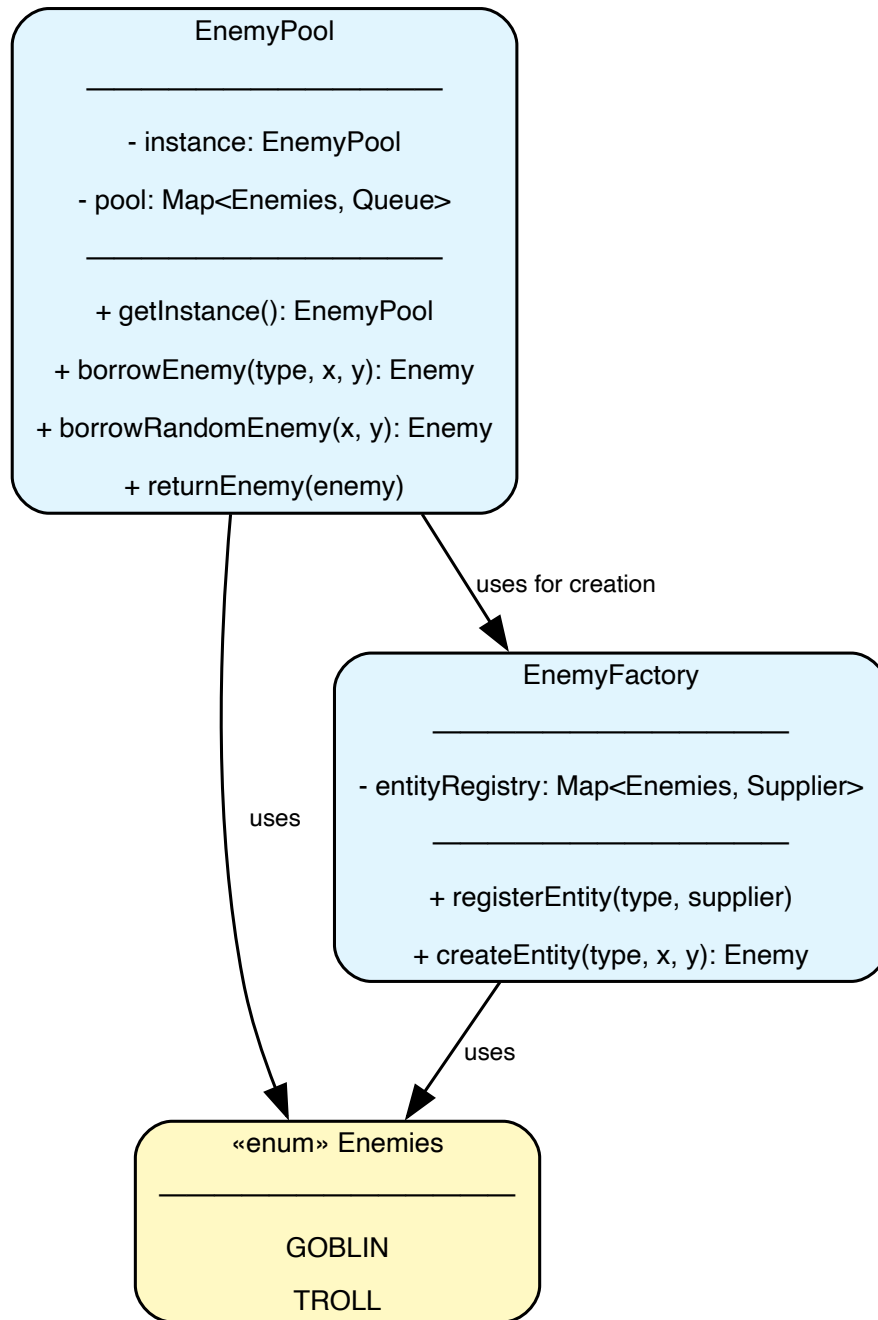 EnemyPool
- instance: EnemyPool
- pool: Map<Enemies, Queue>
+ getInstance(): EnemyPool
+ borrowEnemy(type, x, y): Enemy
+ borrowRandomEnemy(x, y): Enemy
+ returnEnemy(enemy)
uses for creation
EnemyFactory
- entityRegistry: Map<Enemies, Supplier>
+ registerEntity(type, supplier)
+ createEntity(type, x, y): Enemy
uses
uses
«enum» Enemies
GOBLIN
TROLL